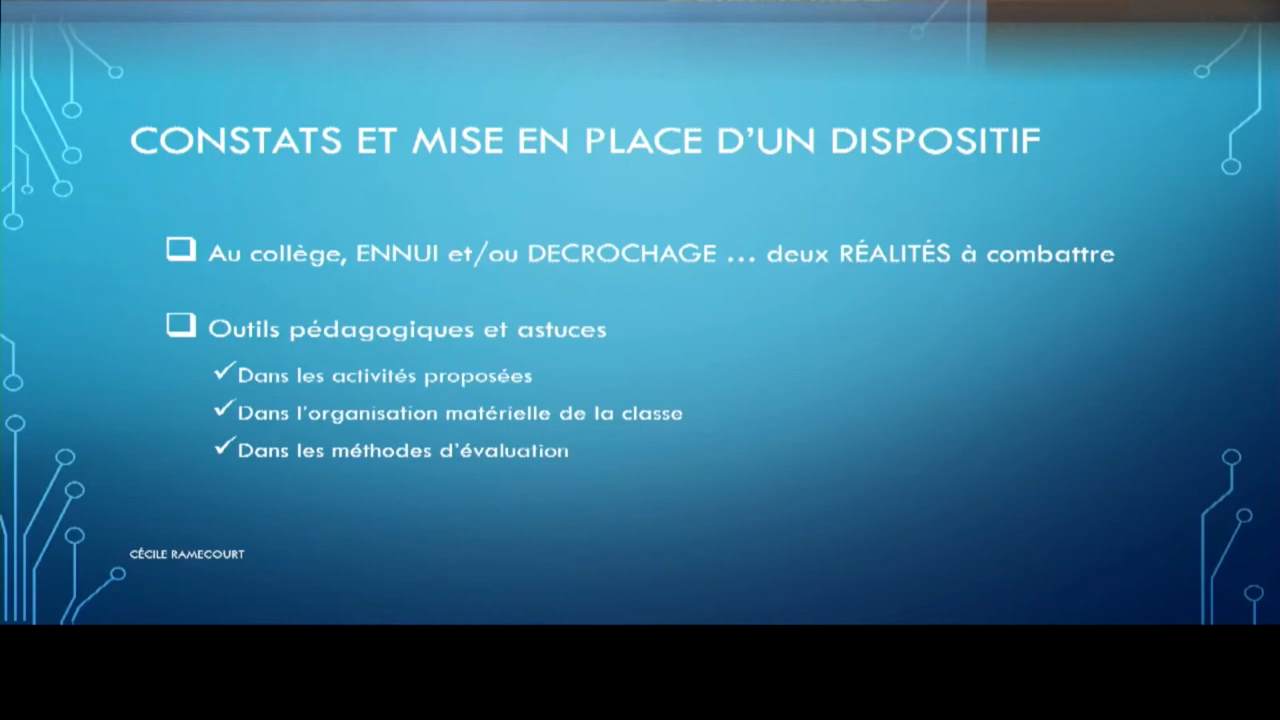 CONSTATS ET MISE EN PLACE D'UN DISPOSITIF
Au collège, ENNUI et/ou DECROCHAGE ... deux RÉALITÉS à combattre
Outils pédagogiques et astuces
Dans les activités proposées
Dans l'organisation matérielle de la classe
Dans les méthodes d'évaluation
CÉCILE RAMECOURT